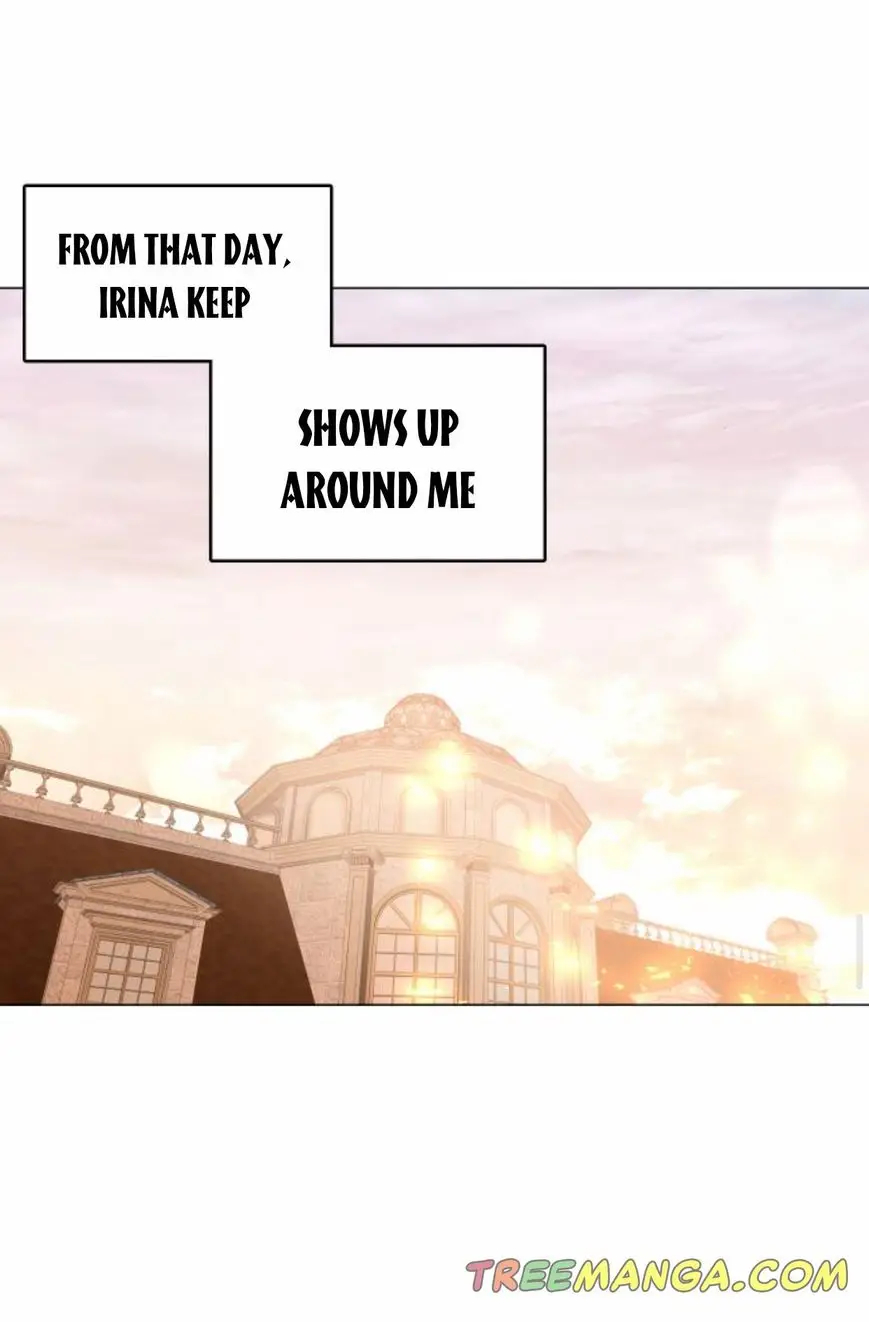 FROM THAT DAY,
IRINA KEEP
SHOWS UP
AROUND ME
TREEMANGA.COM